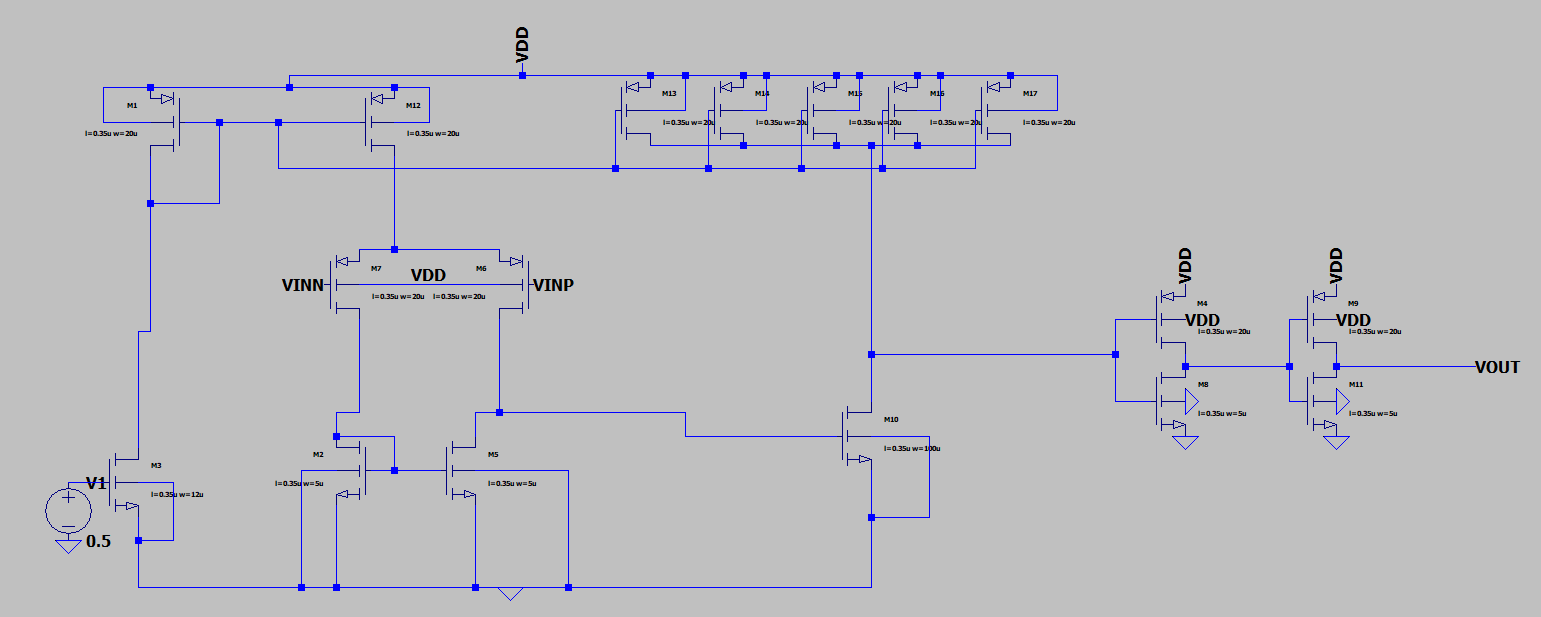 VDD
M1
l=0.35u w=20u
M12
l=0.35u w=20u
M13
l=0.35u w=20u
M14
l=0.35u w=20u
M15
l=0.35u w=20u
M16
l=0.35u w=20u
M17
l=0.35u w=20u
VINN
M7
VDD
M6
VINP
l=0.35u w=20u
l=0.35u w=20u
VDD
M4
VDD
l=0.35u w=20u
VDD
M9
VDD
l=0.35u w=20u
VOUT
M8
l=0.35u w=5u
M11
l=0.35u w=5u
M10
l=0.35u w=100u
M2
l=0.35u w=5u
M5
l=0.35u w=5u
M3
l=0.35u w=12u
V1
0.5